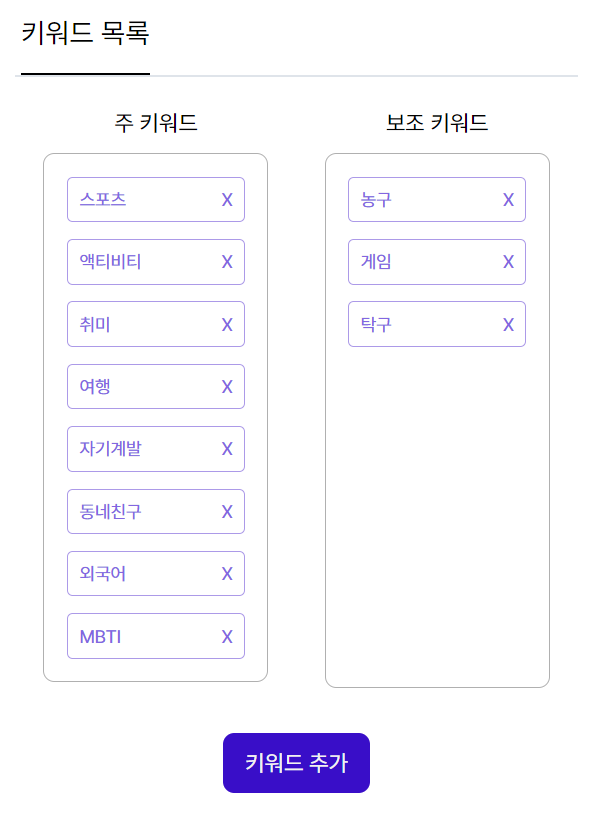 키워드 목록
주 키워드
스포츠 X
액티비티 X
취미 X
여행 X
자기계발 X
동네친구 X
외국어 X
MBTI X
보조 키워드
농구 X
게임 X
탁구 X
키워드 추가